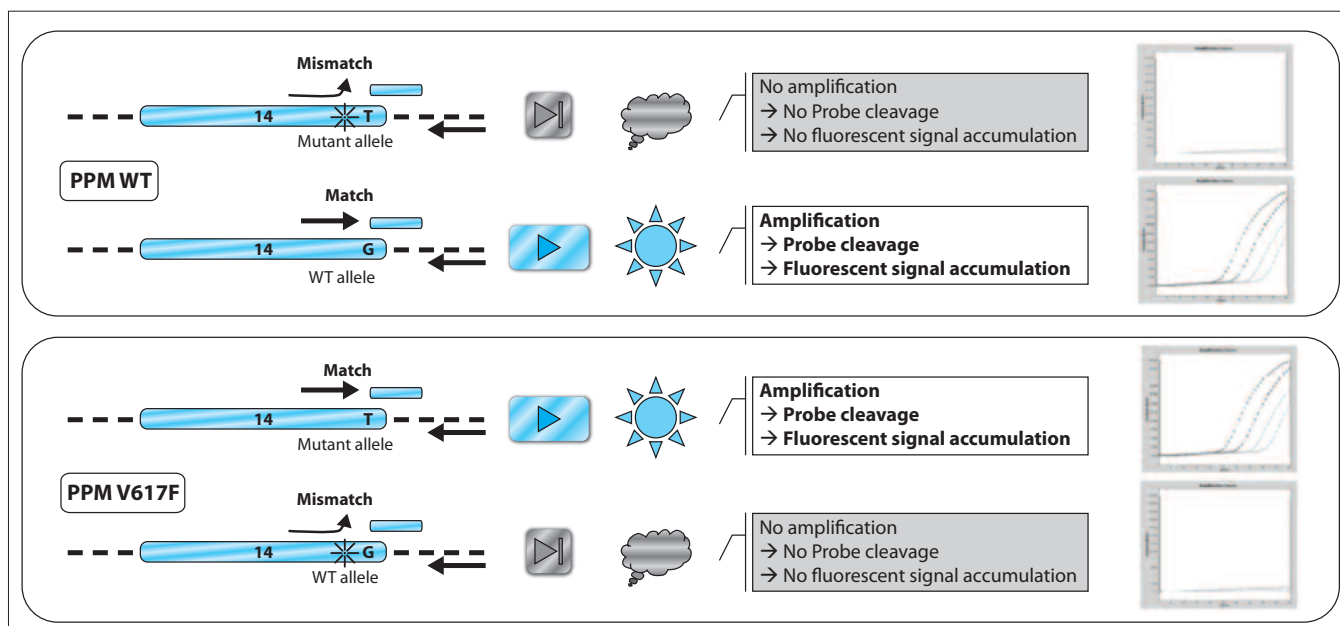 Mismatch
14 T
Mutant allele
No amplification
→ No Probe cleavage
→ No fluorescent signal accumulation
PPM WT
Match
14 G
WT allele
Amplification
→ Probe cleavage
→ Fluorescent signal accumulation
Match
14 T
Mutant allele
Amplification
→ Probe cleavage
→ Fluorescent signal accumulation
PPM V617F
Mismatch
14 G
WT allele
No amplification
→ No Probe cleavage
→ No fluorescent signal accumulation